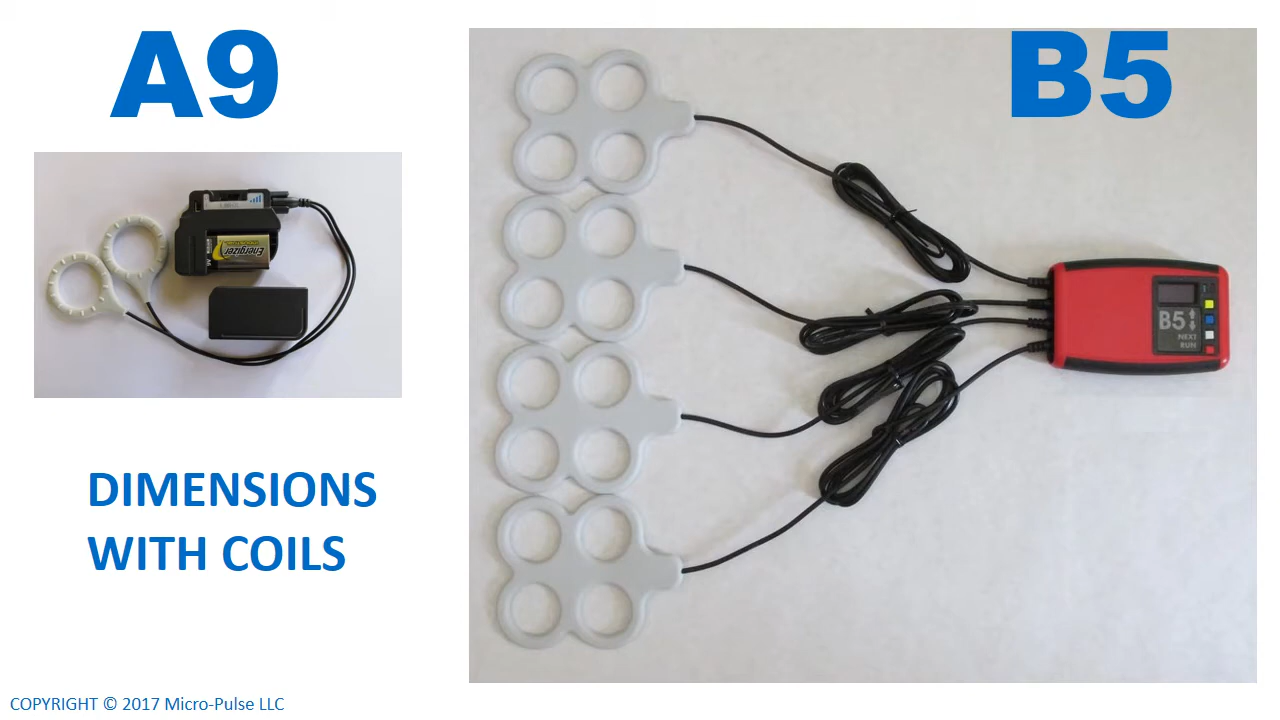 A9
B5
Energizer
B5
NEXT
RUN
DIMENSIONS
WITH COILS
COPYRIGHT © 2017 Micro-Pulse LLC